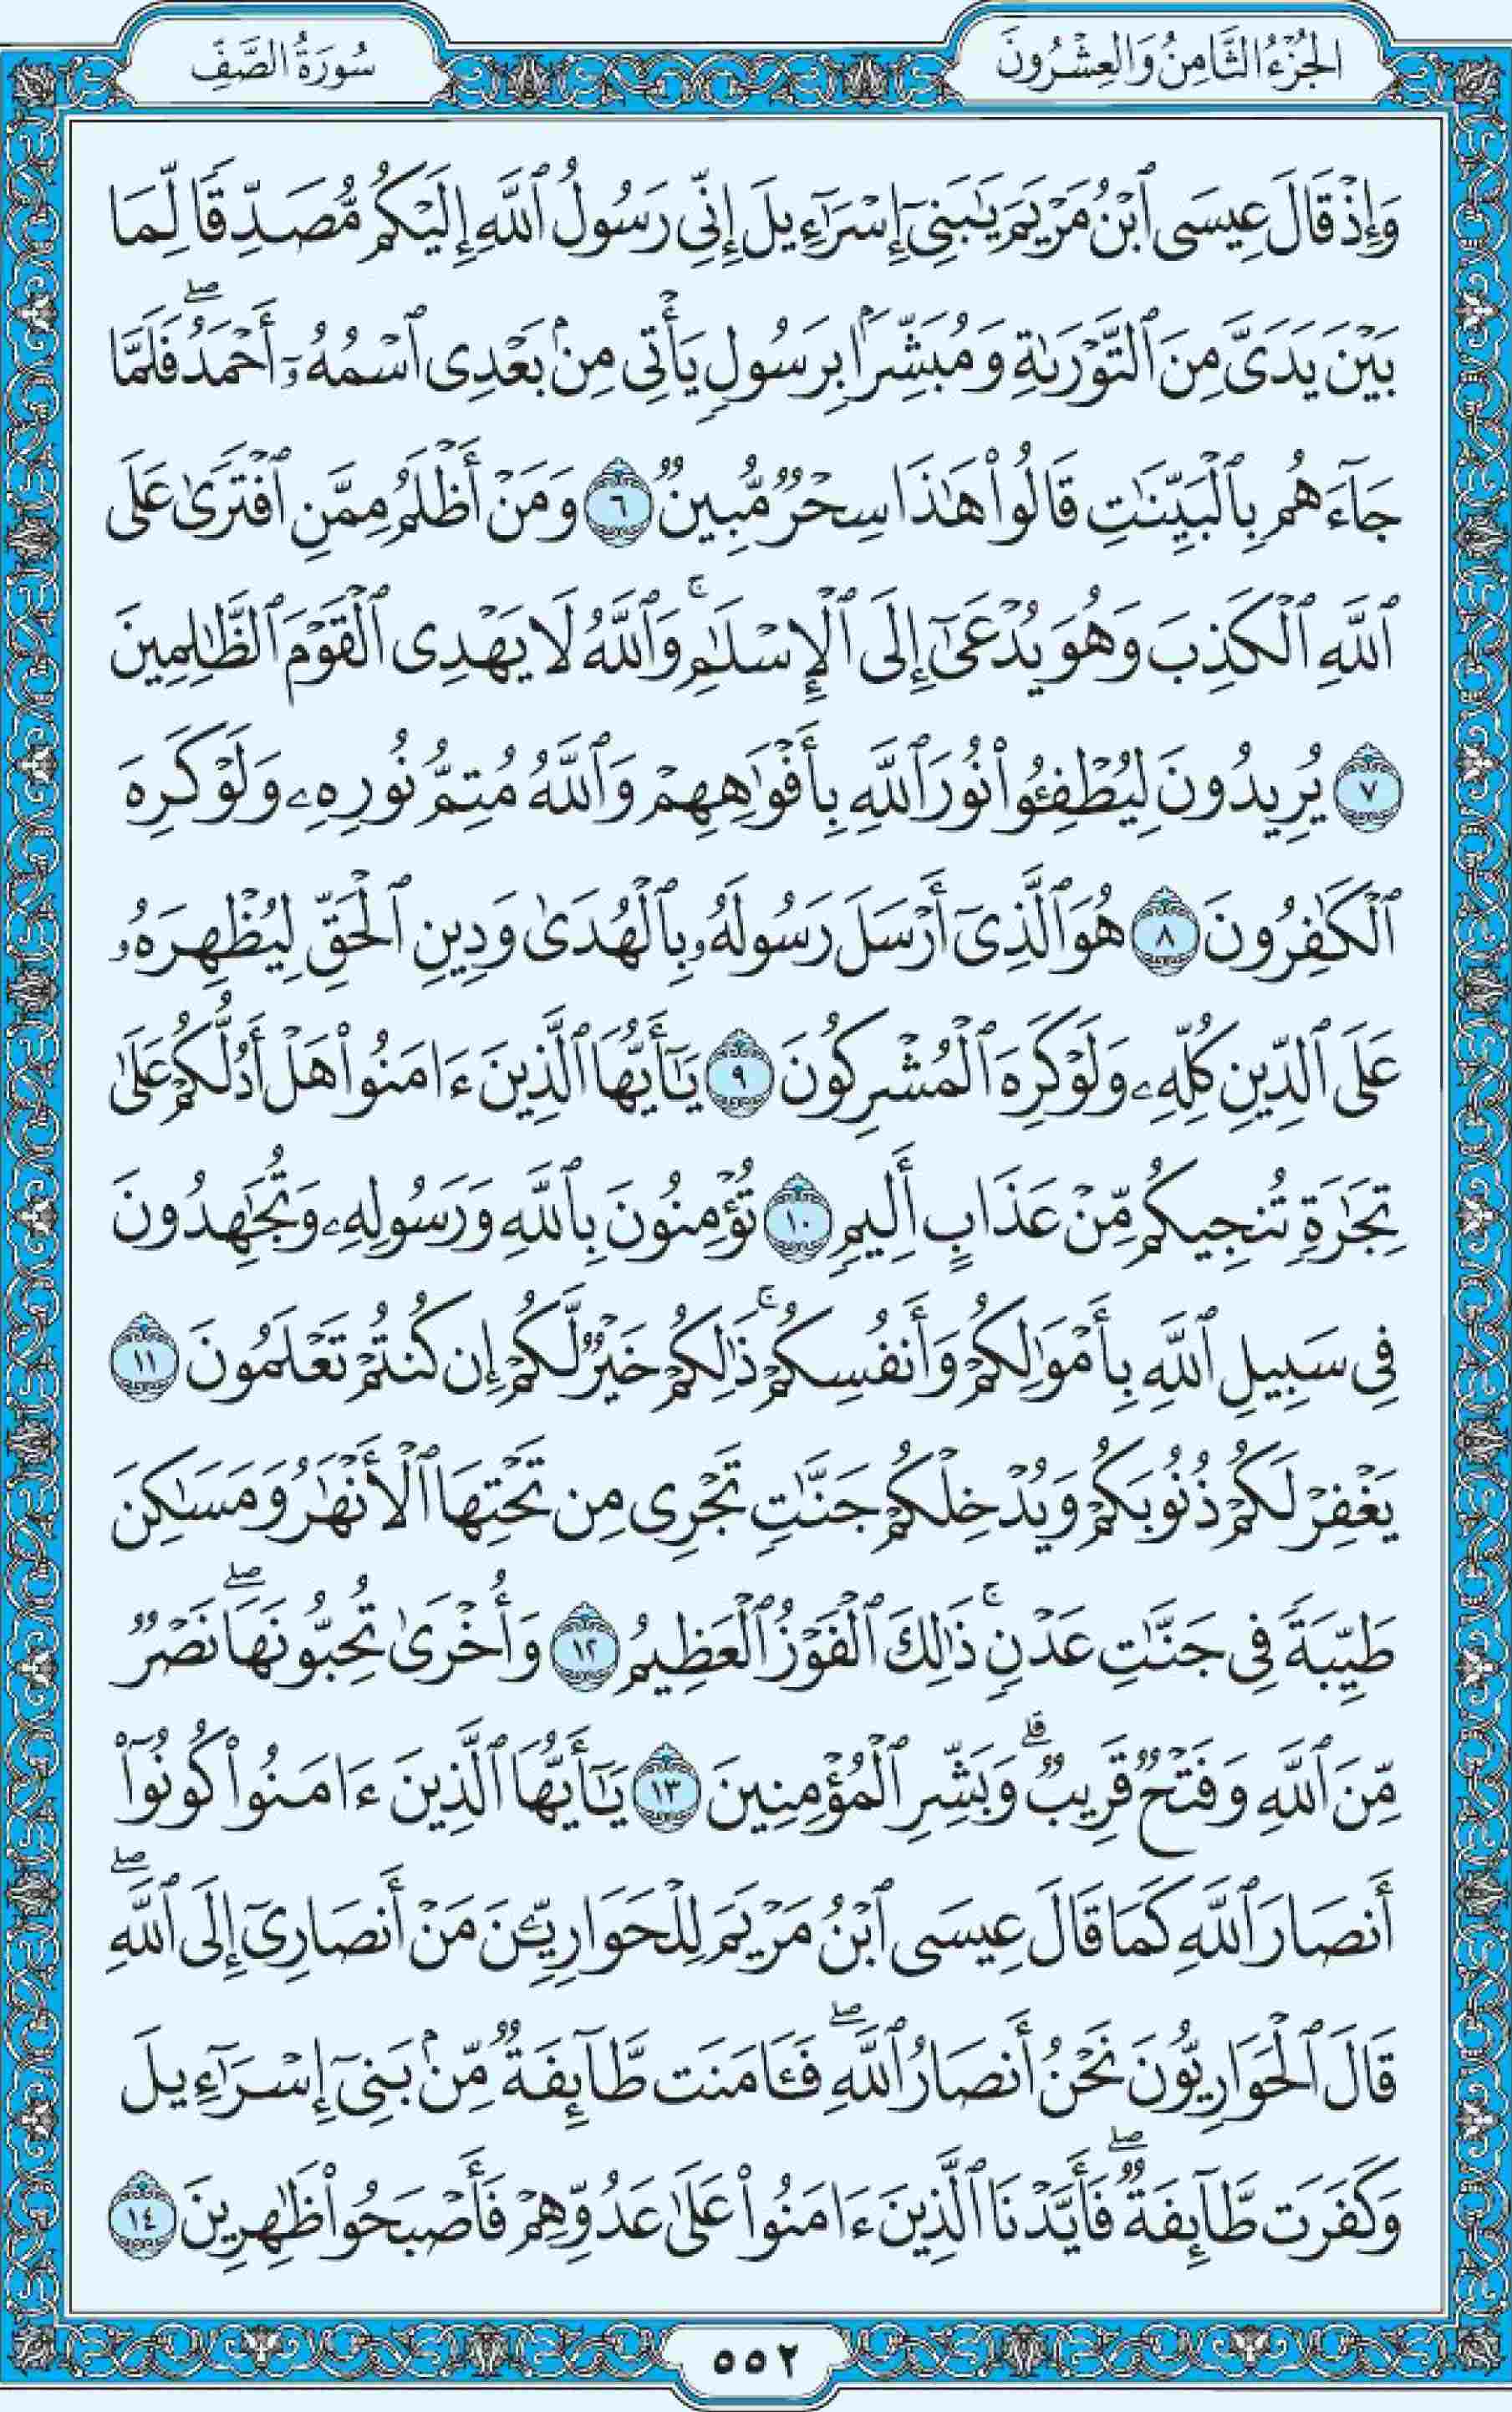 الجُزْءُ الثَّامِنُ وَالعِشْرُونَ
سُورَةُ الصَّفِّ
وَإِذْ قَالَ عِيسَى ٱبْنُ مَرْيَمَ يَٰبَنِىٓ إِسْرَٰٓءِيلَ إِنِّى رَسُولُ ٱللَّهِ إِلَيْكُم مُّصَدِّقًا لِّمَا
بَيْنَ يَدَىَّ مِنَ ٱلتَّوْرَىٰةِ وَمُبَشِّرًۢا بِرَسُولٍ يَأْتِى مِنۢ بَعْدِى ٱسْمُهُۥٓ أَحْمَدُ ۖ فَلَمَّا
جَآءَهُم بِٱلْبَيِّنَٰتِ قَالُوا۟ هَٰذَا سِحْرٌ مُّبِينٌ ٦ وَمَنْ أَظْلَمُ مِمَّنِ ٱفْتَرَىٰ عَلَى
ٱللَّهِ ٱلْكَذِبَ وَهُوَ يُدْعَىٰٓ إِلَى ٱلْإِسْلَٰمِ ۚ وَٱللَّهُ لَا يَهْدِى ٱلْقَوْمَ ٱلظَّٰلِمِينَ
٧ يُرِيدُونَ لِيُطْفِـُٔوا۟ نُورَ ٱللَّهِ بِأَفْوَٰهِهِمْ وَٱللَّهُ مُتِمُّ نُورِهِۦ وَلَوْ كَرِهَ
ٱلْكَٰفِرُونَ ٨ هُوَ ٱلَّذِىٓ أَرْسَلَ رَسُولَهُۥ بِٱلْهُدَىٰ وَدِينِ ٱلْحَقِّ لِيُظْهِرَهُۥ
عَلَى ٱلدِّينِ كُلِّهِۦ وَلَوْ كَرِهَ ٱلْمُشْرِكُونَ ٩ يَٰٓأَيُّهَا ٱلَّذِينَ ءَامَنُوا۟ هَلْ أَدُلُّكُمْ عَلَىٰ
تِجَٰرَةٍ تُنجِيكُم مِّنْ عَذَابٍ أَلِيمٍ ١٠ تُؤْمِنُونَ بِٱللَّهِ وَرَسُولِهِۦ وَتُجَٰهِدُونَ
فِى سَبِيلِ ٱللَّهِ بِأَمْوَٰلِكُمْ وَأَنفُسِكُمْ ۚ ذَٰلِكُمْ خَيْرٌ لَّكُمْ إِن كُنتُمْ تَعْلَمُونَ ١١
يَغْفِرْ لَكُمْ ذُنُوبَكُمْ وَيُدْخِلْكُمْ جَنَّٰتٍ تَجْرِى مِن تَحْتِهَا ٱلْأَنْهَٰرُ وَمَسَٰكِنَ
طَيِّبَةً فِى جَنَّٰتِ عَدْنٍ ۚ ذَٰلِكَ ٱلْفَوْزُ ٱلْعَظِيمُ ١٢ وَأُخْرَىٰ تُحِبُّونَهَا ۖ نَصْرٌ
مِّنَ ٱللَّهِ وَفَتْحٌ قَرِيبٌ ۗ وَبَشِّرِ ٱلْمُؤْمِنِينَ ١٣ يَٰٓأَيُّهَا ٱلَّذِينَ ءَامَنُوا۟ كُونُوٓا۟
أَنصَارَ ٱللَّهِ كَمَا قَالَ عِيسَى ٱبْنُ مَرْيَمَ لِلْحَوَارِيِّـۧنَ مَنْ أَنصَارِىٓ إِلَى ٱللَّهِ ۖ
قَالَ ٱلْحَوَارِيُّونَ نَحْنُ أَنصَارُ ٱللَّهِ ۖ فَـَٔامَنَت طَّآئِفَةٌ مِّنۢ بَنِىٓ إِسْرَٰٓءِيلَ
وَكَفَرَت طَّآئِفَةٌ ۖ فَأَيَّدْنَا ٱلَّذِينَ ءَامَنُوا۟ عَلَىٰ عَدُوِّهِمْ فَأَصْبَحُوا۟ ظَٰهِرِينَ ١٤
٥٥٢